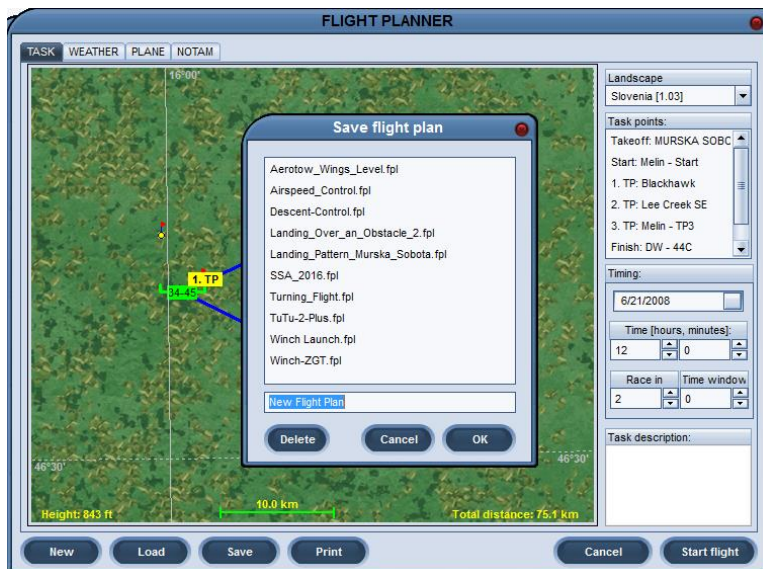 FLIGHT PLANNER
TASK WEATHER PLANE NOTAM
16°00'
Save flight plan
Aerotow_Wings_Level.fpl
Airspeed_Control.fpl
Descent-Control.fpl
Landing_Over_an_Obstacle_2.fpl
Landing_Pattern_Murska_Sobota.fpl
SSA_2016.fpl
Turning_Flight.fpl
TuTu-2-Plus.fpl
Winch Launch.fpl
Winch-ZGT.fpl
New Flight Plan
Delete Cancel OK
1. TP
34-45
46°30' 46°30'
10.0 km
Height: 843 ft Total distance: 75.1 km
Landscape
Slovenia [1.03]
Task points:
Takeoff: MURSKA SOBO
Start: Melin - Start
1. TP: Blackhawk
2. TP: Lee Creek SE
3. TP: Melin - TP3
Finish: DW - 44C
Timing:
6/21/2008
Time [hours, minutes]:
12 0
Race in Time window
2 0
Task description:
New Load Save Print Cancel Start flight